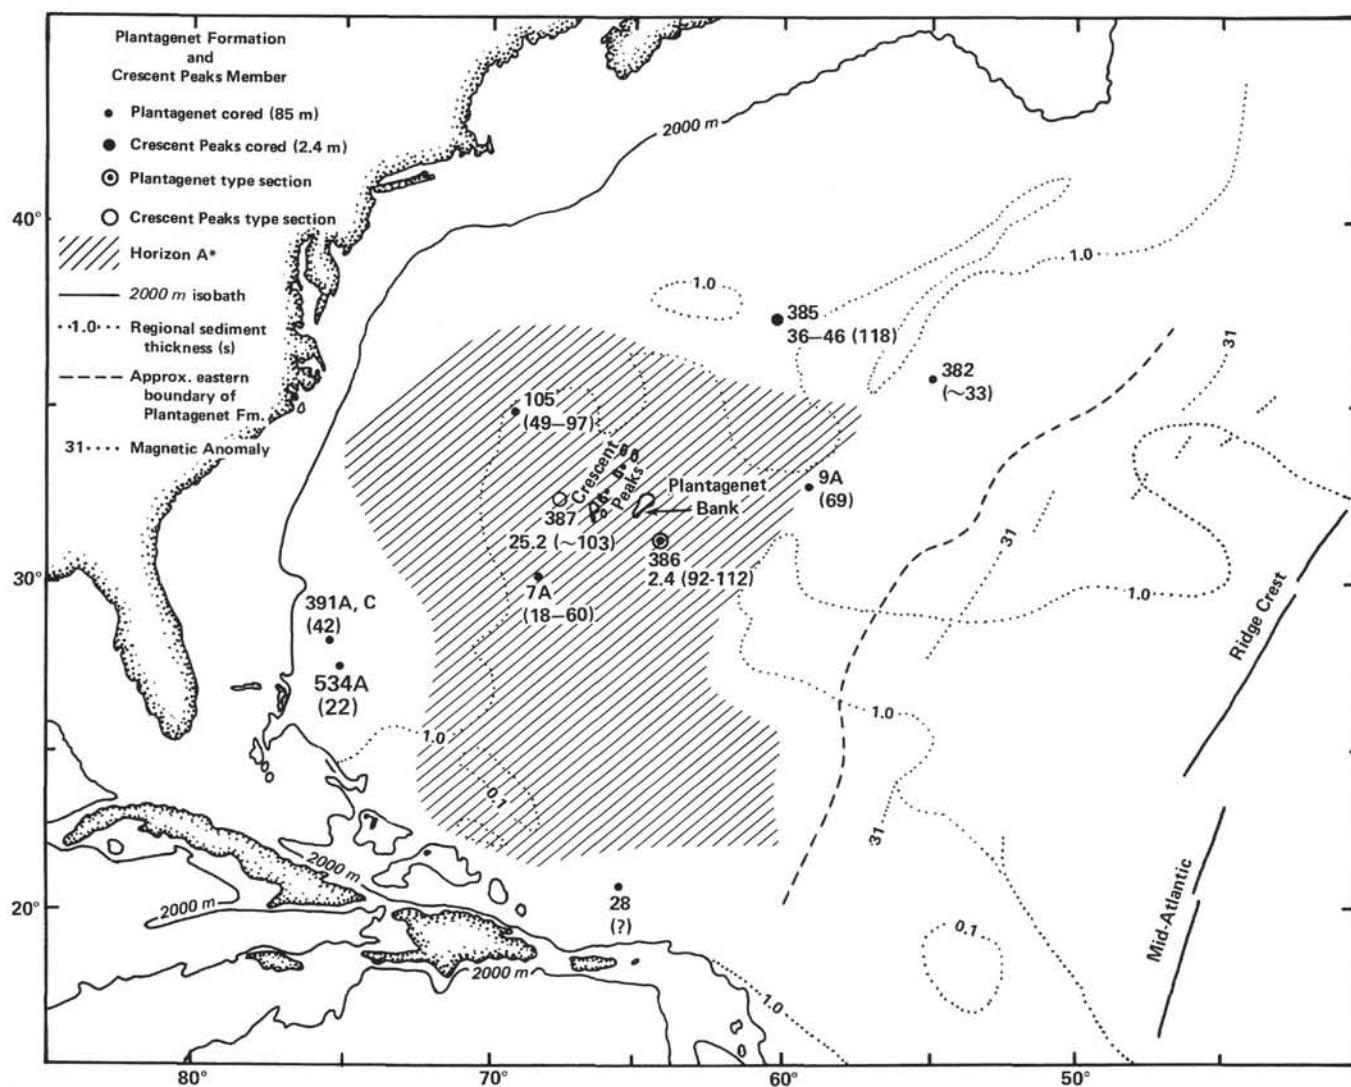 Plantagenet Formation
and
Crescent Peaks Member
Plantagenet cored (85 m)
Crescent Peaks cored (2.4 m)
Plantagenet type section
Crescent Peaks type section
Horizon A*
2000 m isobath
1.0 Regional sediment
thickness (s)
Approx. eastern
boundary of
Plantagenet Fm.
31 Magnetic Anomaly
2000 m
40°
1.0
1.0
385
36–46 (118)
382
(~33)
31
105
(49–97)
Crescent
Peaks
Plantagenet
Bank
9A
(69)
387
25.2 (~103)
386
2.4 (92-112)
31
30°
7A
(18–60)
391A, C
(42)
534A
(22)
1.0
Ridge Crest
1.0
1.0
0.1
31
2000 m
2000 m
20°
28
(?)
0.1
Mid-Atlantic
2000 m
1.0
80°
70°
60°
50°